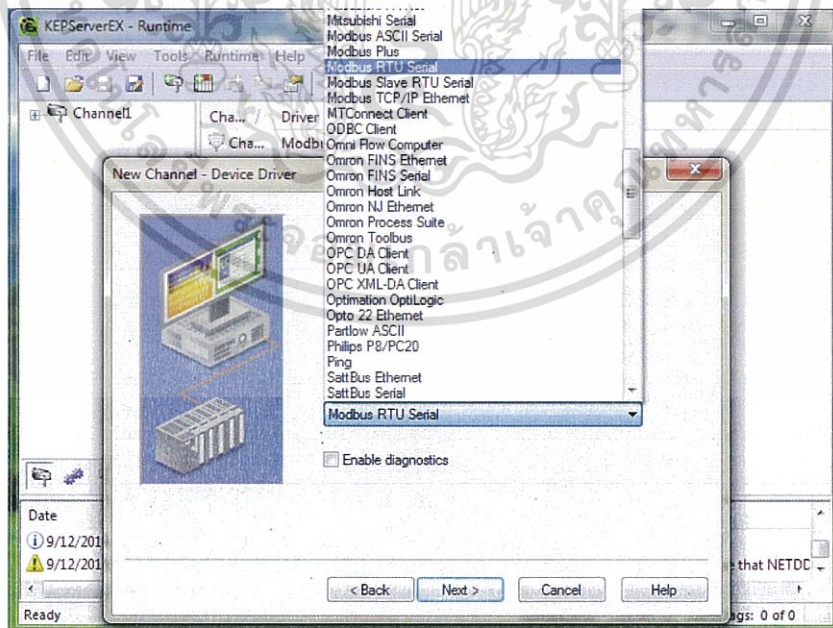 KEPServerEX - Runtime
File Edit View Tools Runtime Help
Channel1
Cha... / Driver
Cha... Modbu
Mitsubishi Serial
Modbus ASCII Serial
Modbus Plus
Modbus RTU Serial
Modbus Slave RTU Serial
Modbus TCP/IP Ethernet
MTConnect Client
ODBC Client
Omni Flow Computer
Omron FINS Ethernet
Omron FINS Serial
Omron Host Link
Omron NJ Ethernet
Omron Process Suite
Omron Toolbus
OPC DA Client
OPC UA Client
OPC XML-DA Client
Optimation OptiLogic
Opto 22 Ethernet
Partlow ASCII
Philips P8/PC20
Ping
SattBus Ethernet
SattBus Serial
New Channel - Device Driver
Modbus RTU Serial
Enable diagnostics
< Back Next > Cancel Help
Date
9/12/201
9/12/201
that NETDD
Ready
ags: 0 of 0